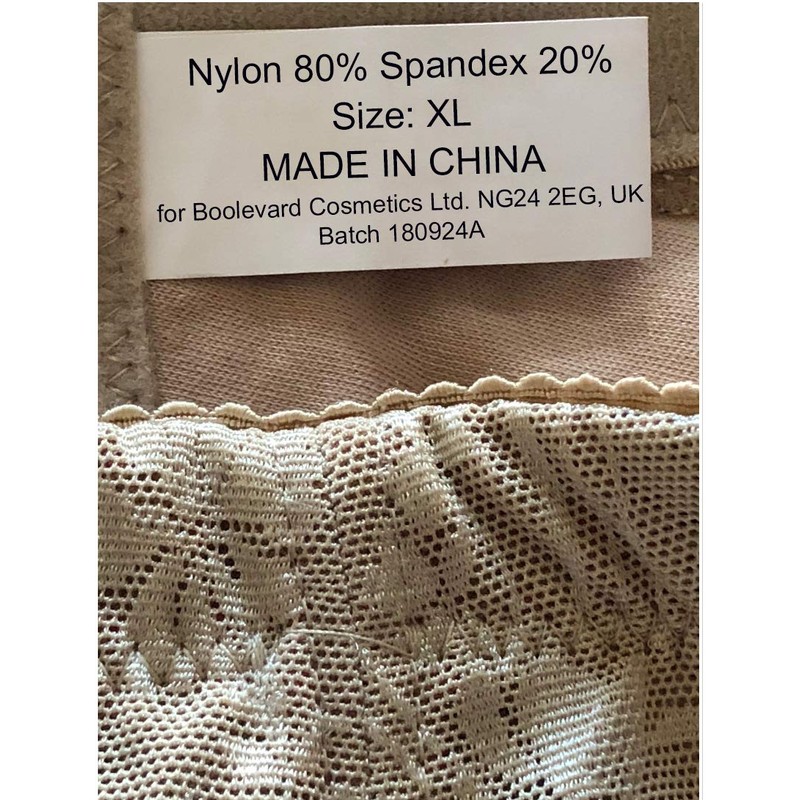 Nylon 80% Spandex 20%
Size: XL
MADE IN CHINA
for Boolevard Cosmetics Ltd. NG24 2EG, UK
Batch 180924A